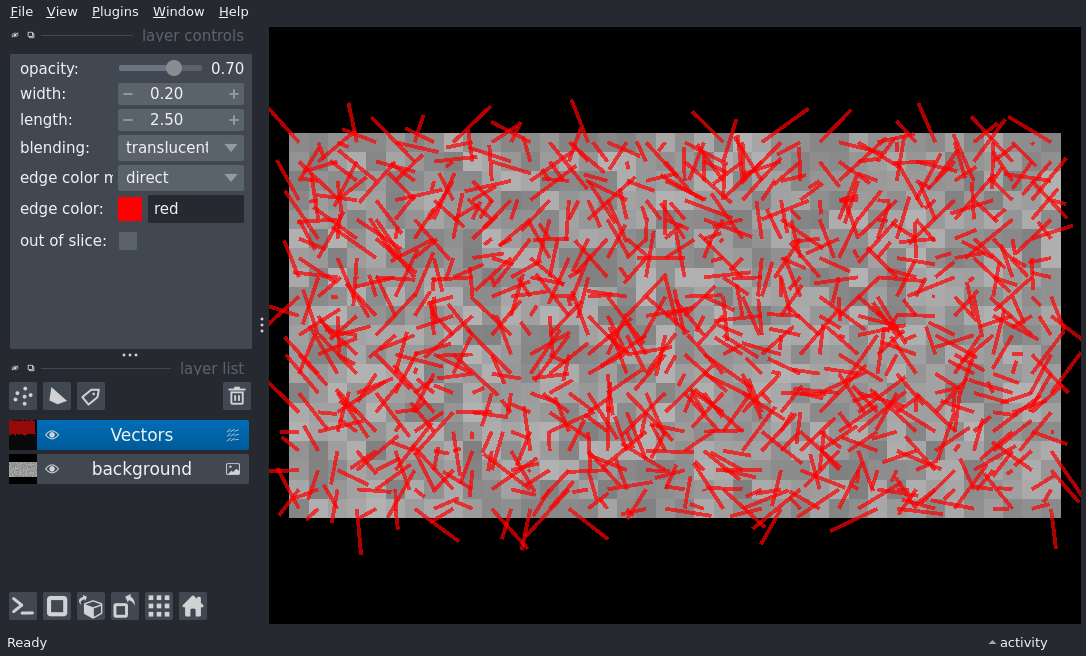 File View Plugins Window Help
layer controls
opacity: 0.70
width: 0.20
length: 2.50
blending: translucent
edge color m direct
edge color: red
out of slice:
layer list
Vectors
background
Ready activity